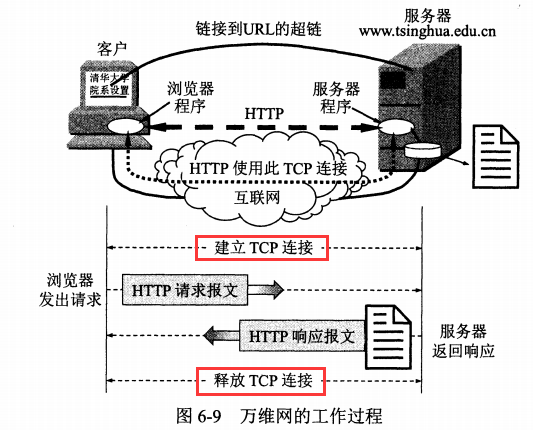 链接到URL的超链
服务器
www.tsinghua.edu.cn
客户
清华大学
院系设置
浏览器
程序
服务器
程序
HTTP
HTTP 使用此 TCP 连接
互联网
建立 TCP 连接
浏览器
发出请求
HTTP 请求报文
HTTP 响应报文
服务器
返回响应
释放 TCP 连接
图 6-9 万维网的工作过程